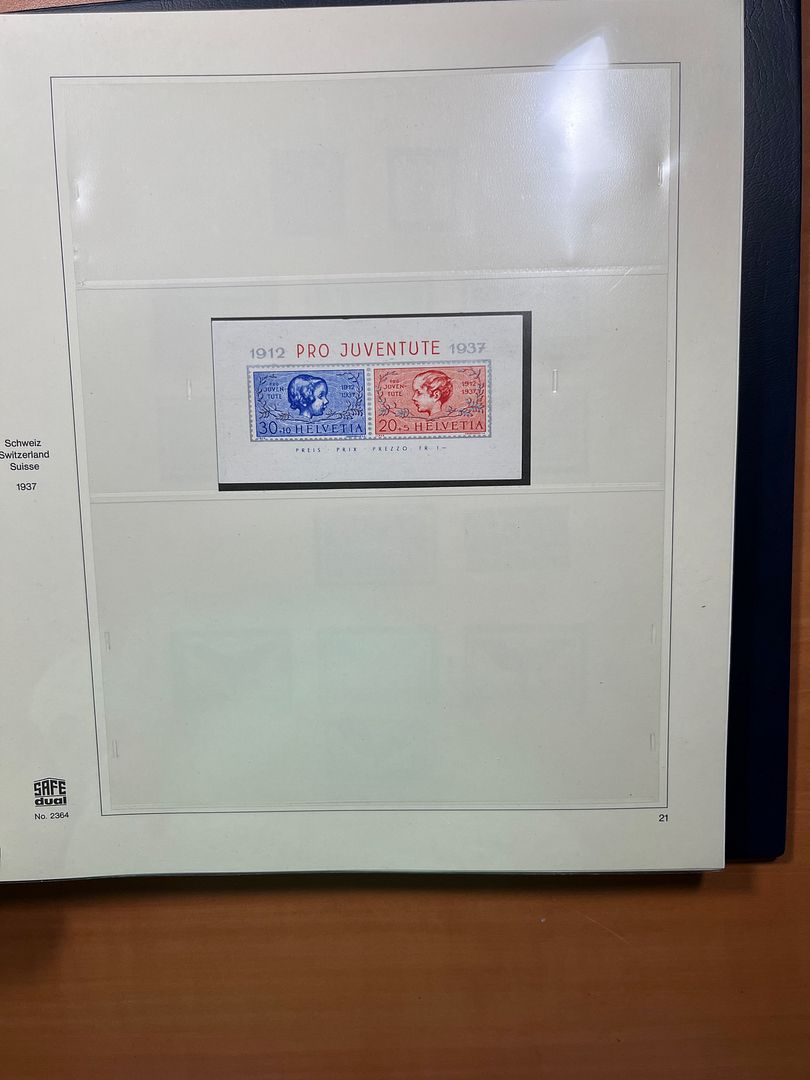 1912 PRO JUVENTUTE 1937
PRO
JUVEN-
TUTE
1912
1937
30+10 HELVETIA
PRO
JUVEN-
TUTE
1912
1937
20+5 HELVETIA
PREIS · PRIX · PREZZO FR 1.—
Schweiz
Switzerland
Suisse
1937
SAFE
dual
No. 2364
21